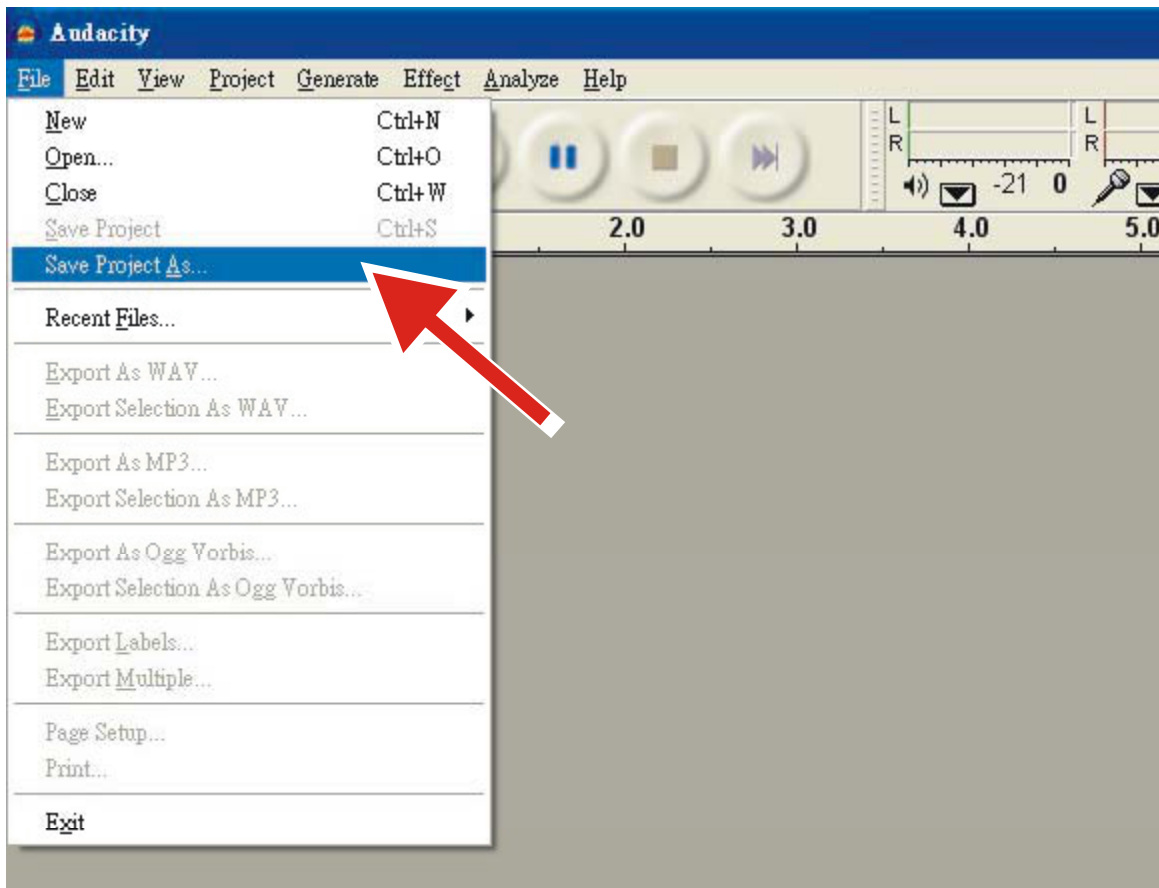 Audacity
File Edit View Project Generate Effect Analyze Help
New Ctrl+N
Open... Ctrl+O
Close Ctrl+W
Save Project Ctrl+S
Save Project As...
Recent Files...
Export As WAV...
Export Selection As WAV...
Export As MP3...
Export Selection As MP3...
Export As Ogg Vorbis...
Export Selection As Ogg Vorbis...
Export Labels...
Export Multiple...
Page Setup...
Print...
Exit
L L
R R
-21 0
2.0 3.0 4.0 5.0